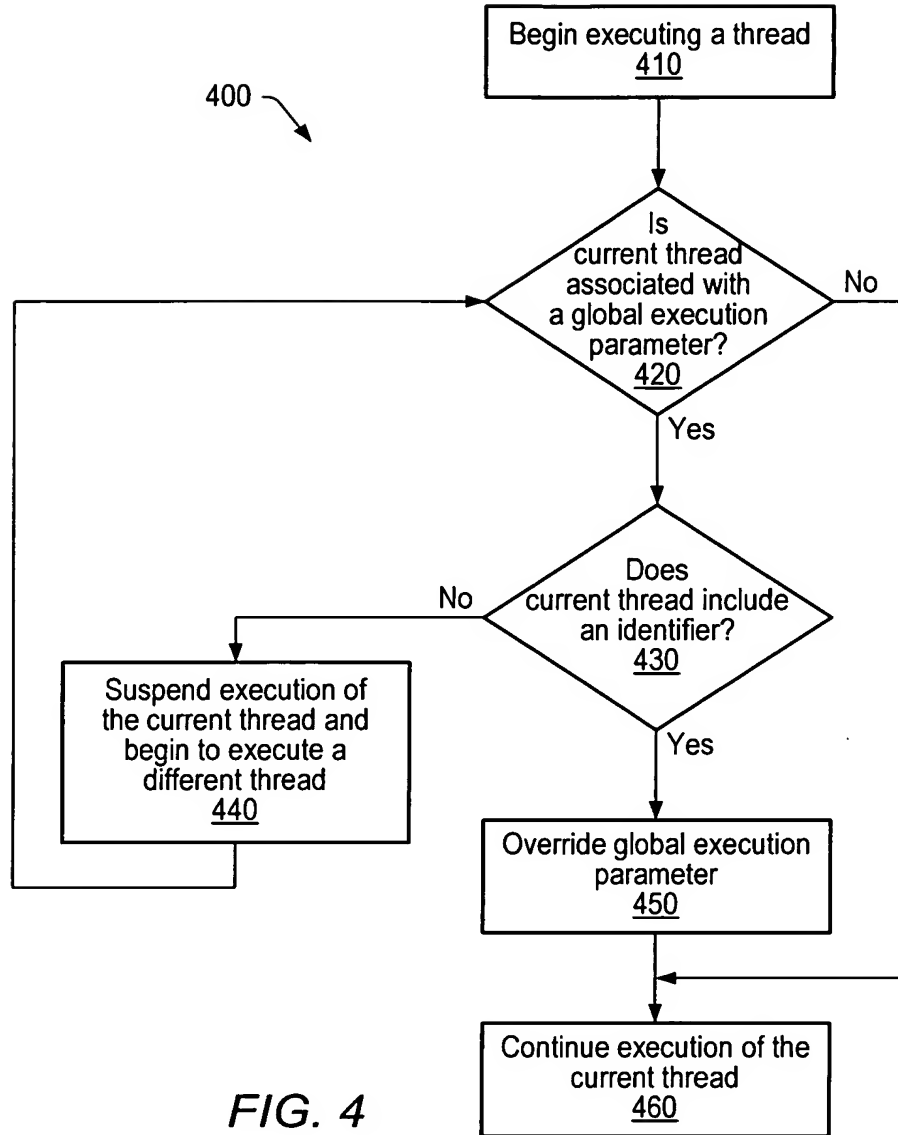 Begin executing a thread
410
400
Is
current thread
associated with
a global execution
parameter?
420
No
Yes
Does
current thread include
an identifier?
430
No
Yes
Suspend execution of
the current thread and
begin to execute a
different thread
440
Override global execution
parameter
450
Continue execution of the
current thread
460
FIG. 4